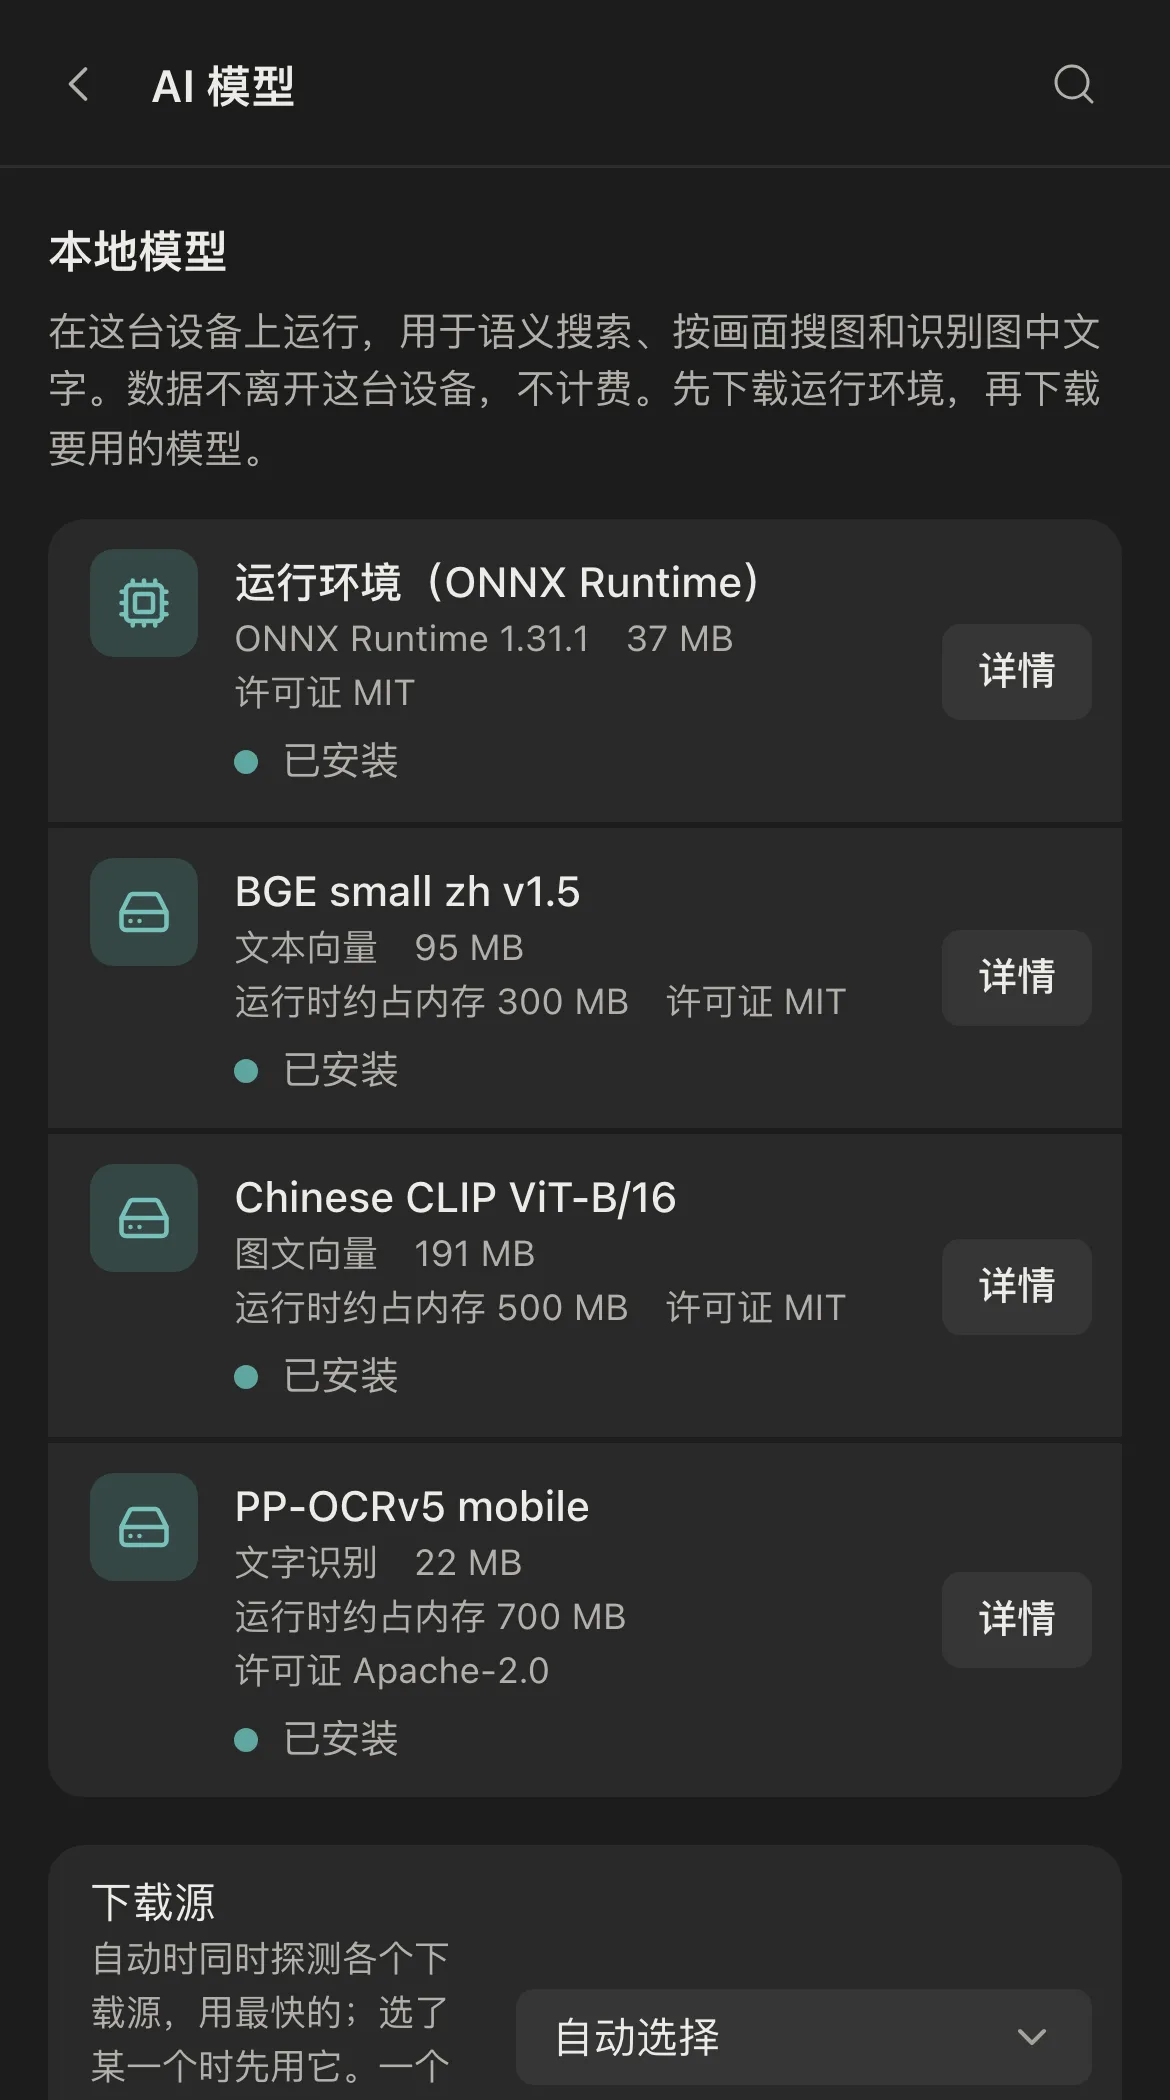 AI 模型
本地模型
在这台设备上运行，用于语义搜索、按画面搜图和识别图中文
字。数据不离开这台设备，不计费。先下载运行环境，再下载
要用的模型。
运行环境（ONNX Runtime）
ONNX Runtime 1.31.1 37 MB
许可证 MIT
已安装
详情
BGE small zh v1.5
文本向量 95 MB
运行时约占内存 300 MB 许可证 MIT
已安装
详情
Chinese CLIP ViT-B/16
图文向量 191 MB
运行时约占内存 500 MB 许可证 MIT
已安装
详情
PP-OCRv5 mobile
文字识别 22 MB
运行时约占内存 700 MB
许可证 Apache-2.0
已安装
详情
下载源
自动时同时探测各个下
载源，用最快的；选了
某一个时先用它。一个
自动选择